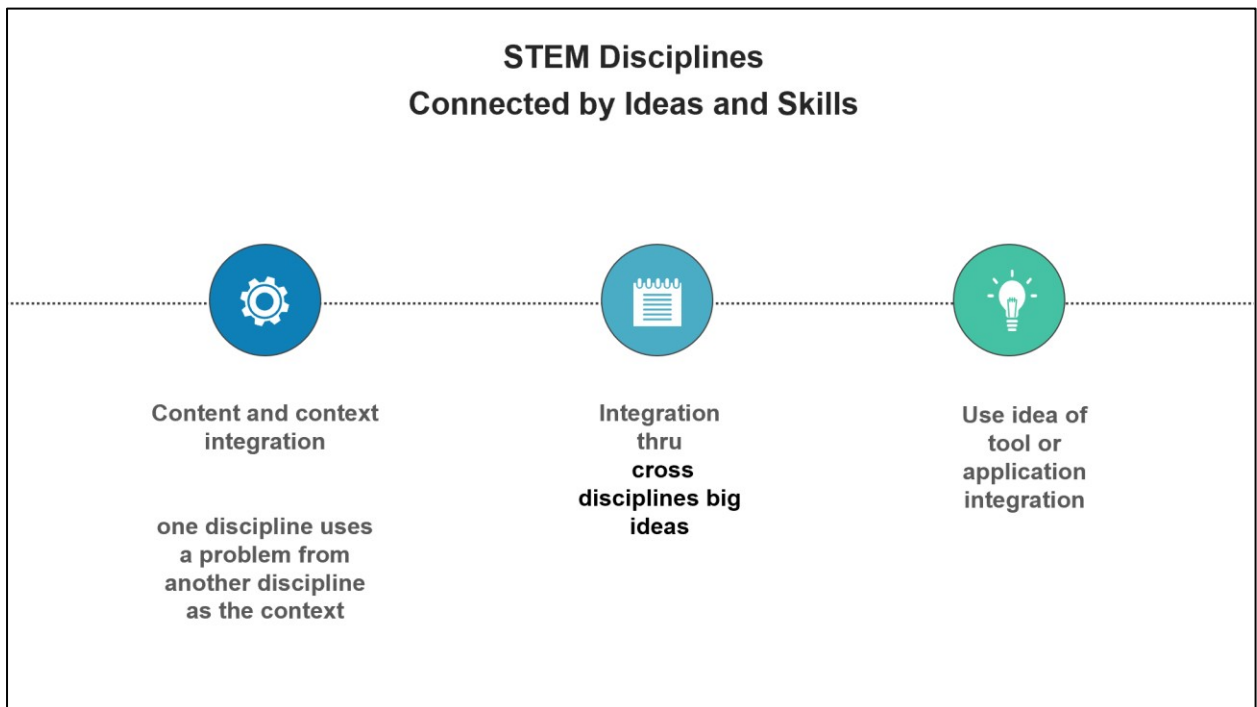 STEM Disciplines
Connected by Ideas and Skills
Content and context
integration
one discipline uses
a problem from
another discipline
as the context
Integration
thru
cross
disciplines big
ideas
Use idea of
tool or
application
integration